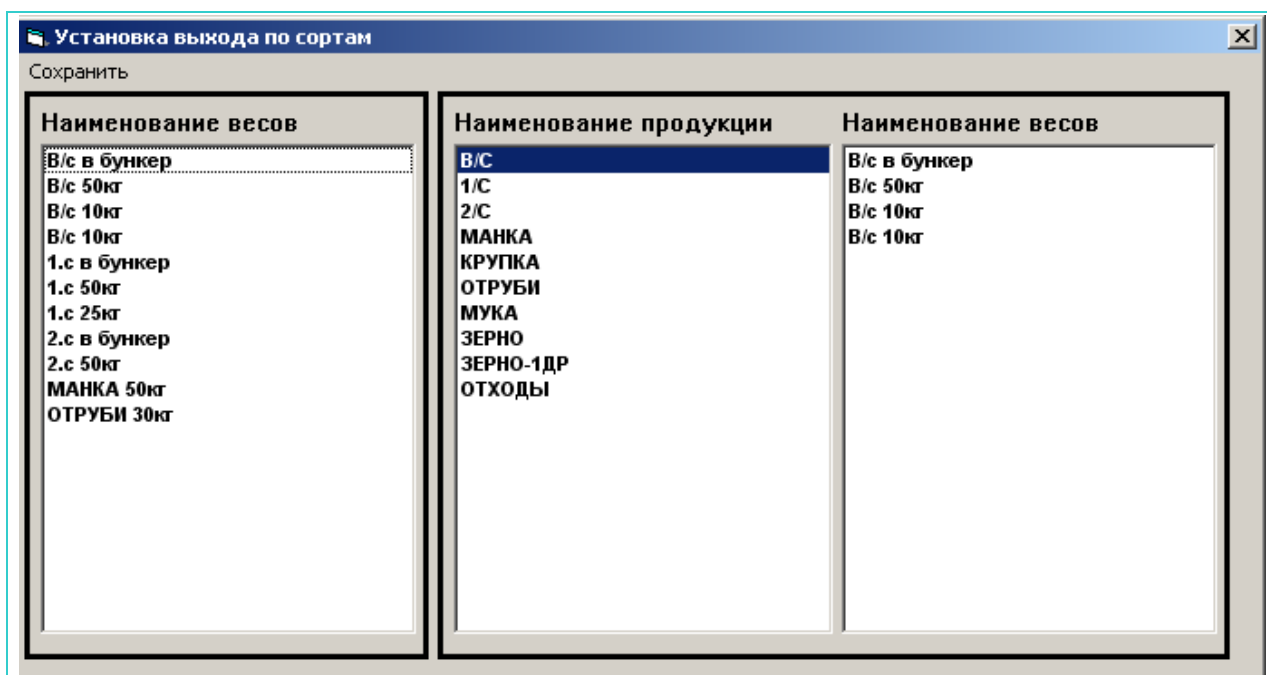 Установка выхода по сортам
Сохранить
Наименование весов
В/с в бункер
В/с 50кг
В/с 10кг
В/с 10кг
1.с в бункер
1.с 50кг
1.с 25кг
2.с в бункер
2.с 50кг
МАНКА 50кг
ОТРУБИ 30кг
Наименование продукции
В/С
1/С
2/С
МАНКА
КРУПКА
ОТРУБИ
МУКА
ЗЕРНО
ЗЕРНО-1ДР
ОТХОДЫ
Наименование весов
В/с в бункер
В/с 50кг
В/с 10кг
В/с 10кг